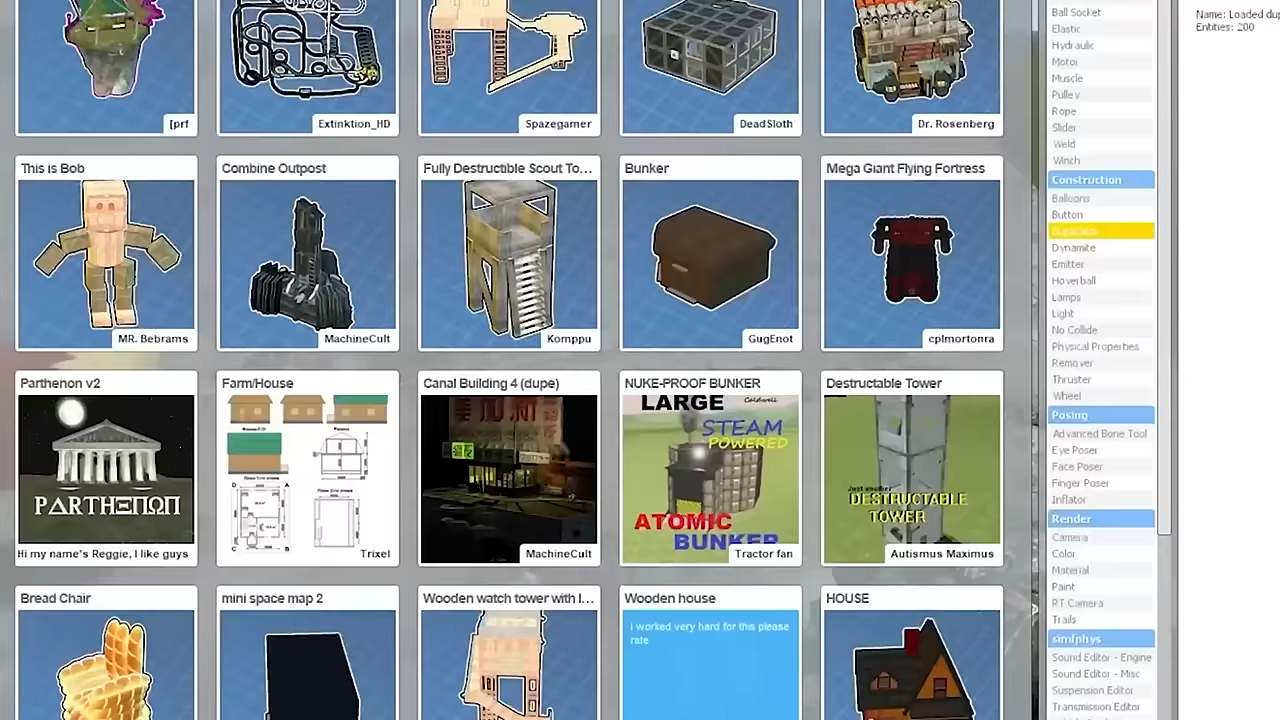 [prf
Extinktion_HD
Spazegamer
DeadSloth
Dr. Rosenberg
This is Bob
Combine Outpost
Fully Destructible Scout To...
Bunker
Mega Giant Flying Fortress
MR. Bebrams
MachineCult
Komppu
GugEnot
cplmortonra
Parthenon v2
Farm/House
Canal Building 4 (dupe)
NUKE-PROOF BUNKER
Destructable Tower
PARTHENON
LARGE
Caldwell
STEAM
POWERED
ATOMIC
BUNKER
Just another
DESTRUCTABLE
TOWER
Hi my name's Reggie, I like guys
Trixel
MachineCult
Tractor fan
Autismus Maximus
Bread Chair
mini space map 2
Wooden watch tower with l...
Wooden house
HOUSE
I worked very hard for this please
rate
Ball Socket
Elastic
Hydraulic
Motor
Muscle
Pulley
Rope
Slider
Weld
Winch
Construction
Balloons
Button
Duplicator
Dynamite
Emitter
Hoverball
Lamps
Light
No Collide
Physical Properties
Remover
Thruster
Wheel
Posing
Advanced Bone Tool
Eye Poser
Face Poser
Finger Poser
Inflator
Render
Camera
Color
Material
Paint
RT Camera
Trails
simfphys
Sound Editor - Engine
Sound Editor - Misc
Suspension Editor
Transmission Editor
Name: Loaded dup
Entities: 200